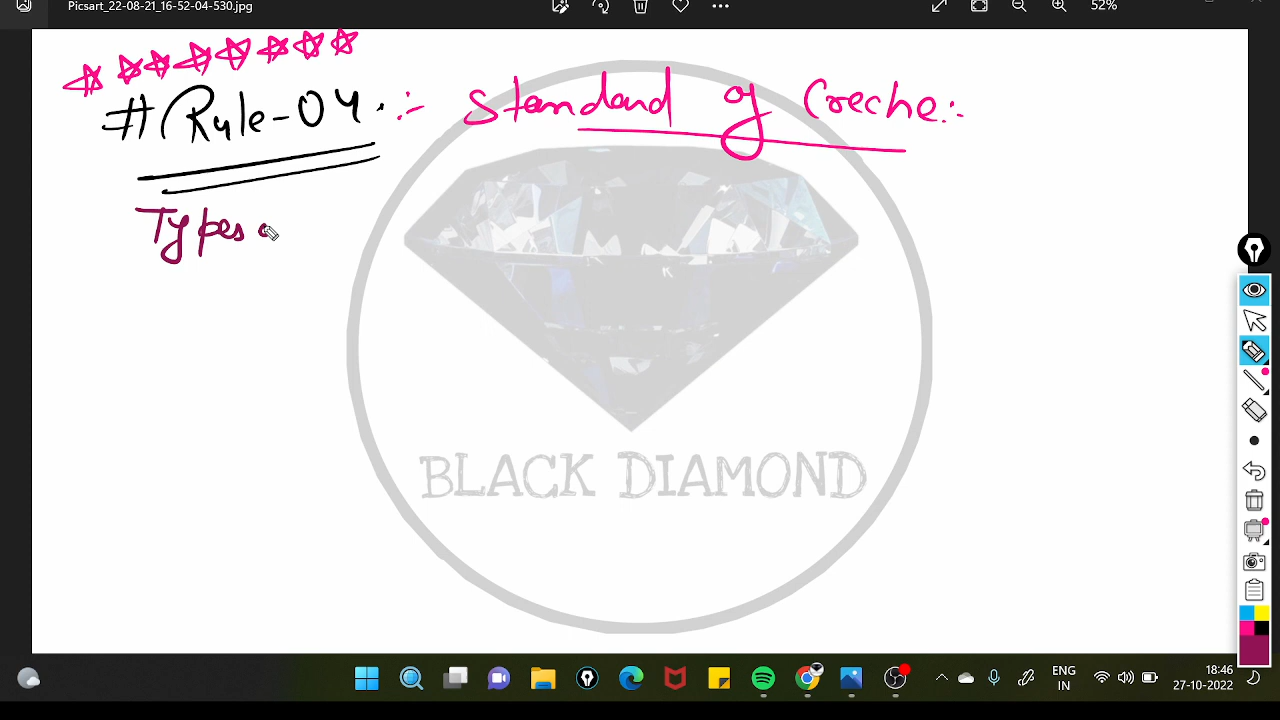 Picsart_22-08-21_16-52-04-530.jpg
52%
#Rule-04 :- Standard of Creche :-
Types
BLACK DIAMOND
ENG
IN
18:46
27-10-2022